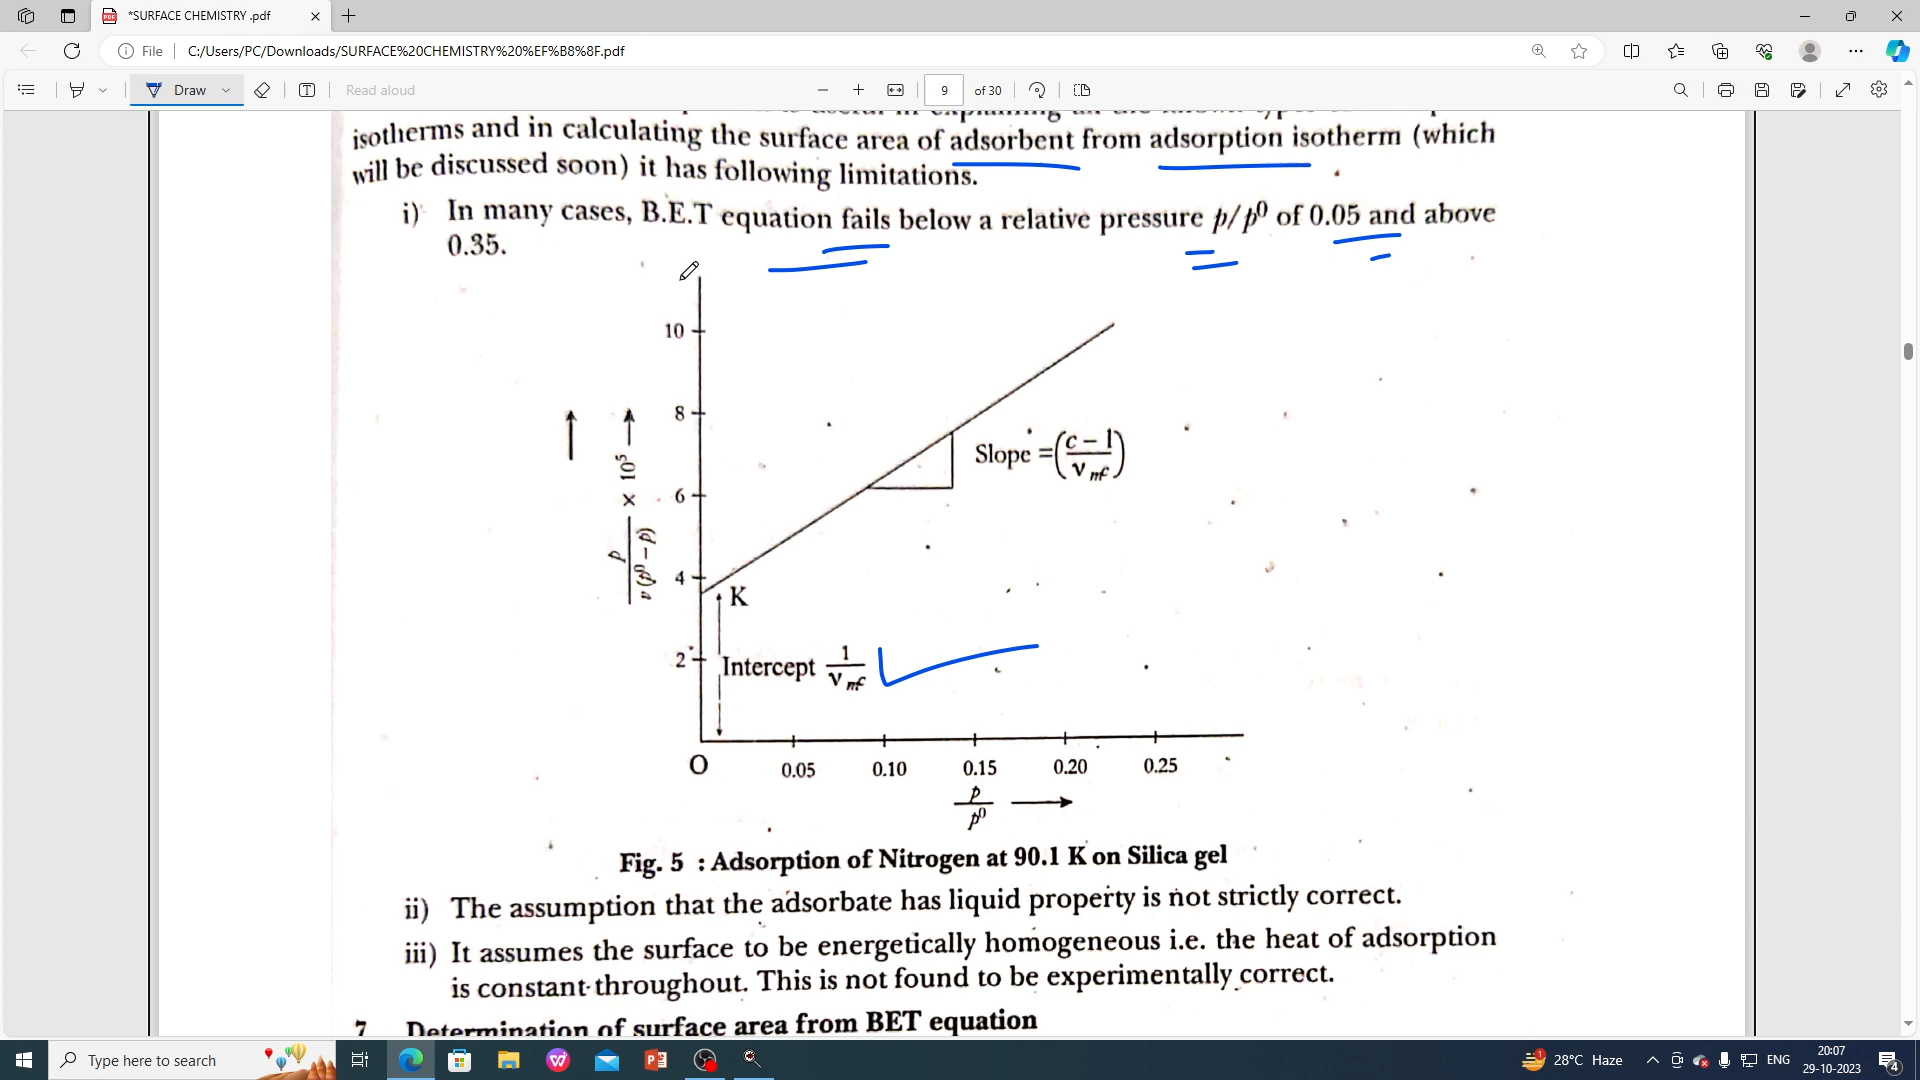 *SURFACE CHEMISTRY .pdf
File
C:/Users/PC/Downloads/SURFACE%20CHEMISTRY%20%EF%B8%8F.pdf
Draw
Read aloud
9 of 30
isotherms and in calculating the surface area of adsorbent from adsorption isotherm (which
will be discussed soon) it has following limitations.
i) In many cases, B.E.T equation fails below a relative pressure p/p⁰ of 0.05 and above
0.35.
10
8
6
4
2
p / v (p⁰ – p) × 10⁵
Slope = (c – 1 / v mc)
K
Intercept 1 / v mc
O 0.05 0.10 0.15 0.20 0.25
p / p⁰
Fig. 5 : Adsorption of Nitrogen at 90.1 K on Silica gel
ii) The assumption that the adsorbate has liquid property is not strictly correct.
iii) It assumes the surface to be energetically homogeneous i.e. the heat of adsorption
is constant throughout. This is not found to be experimentally correct.
7 Determination of surface area from BET equation
Type here to search
28°C Haze
ENG
20:07
29-10-2023
4